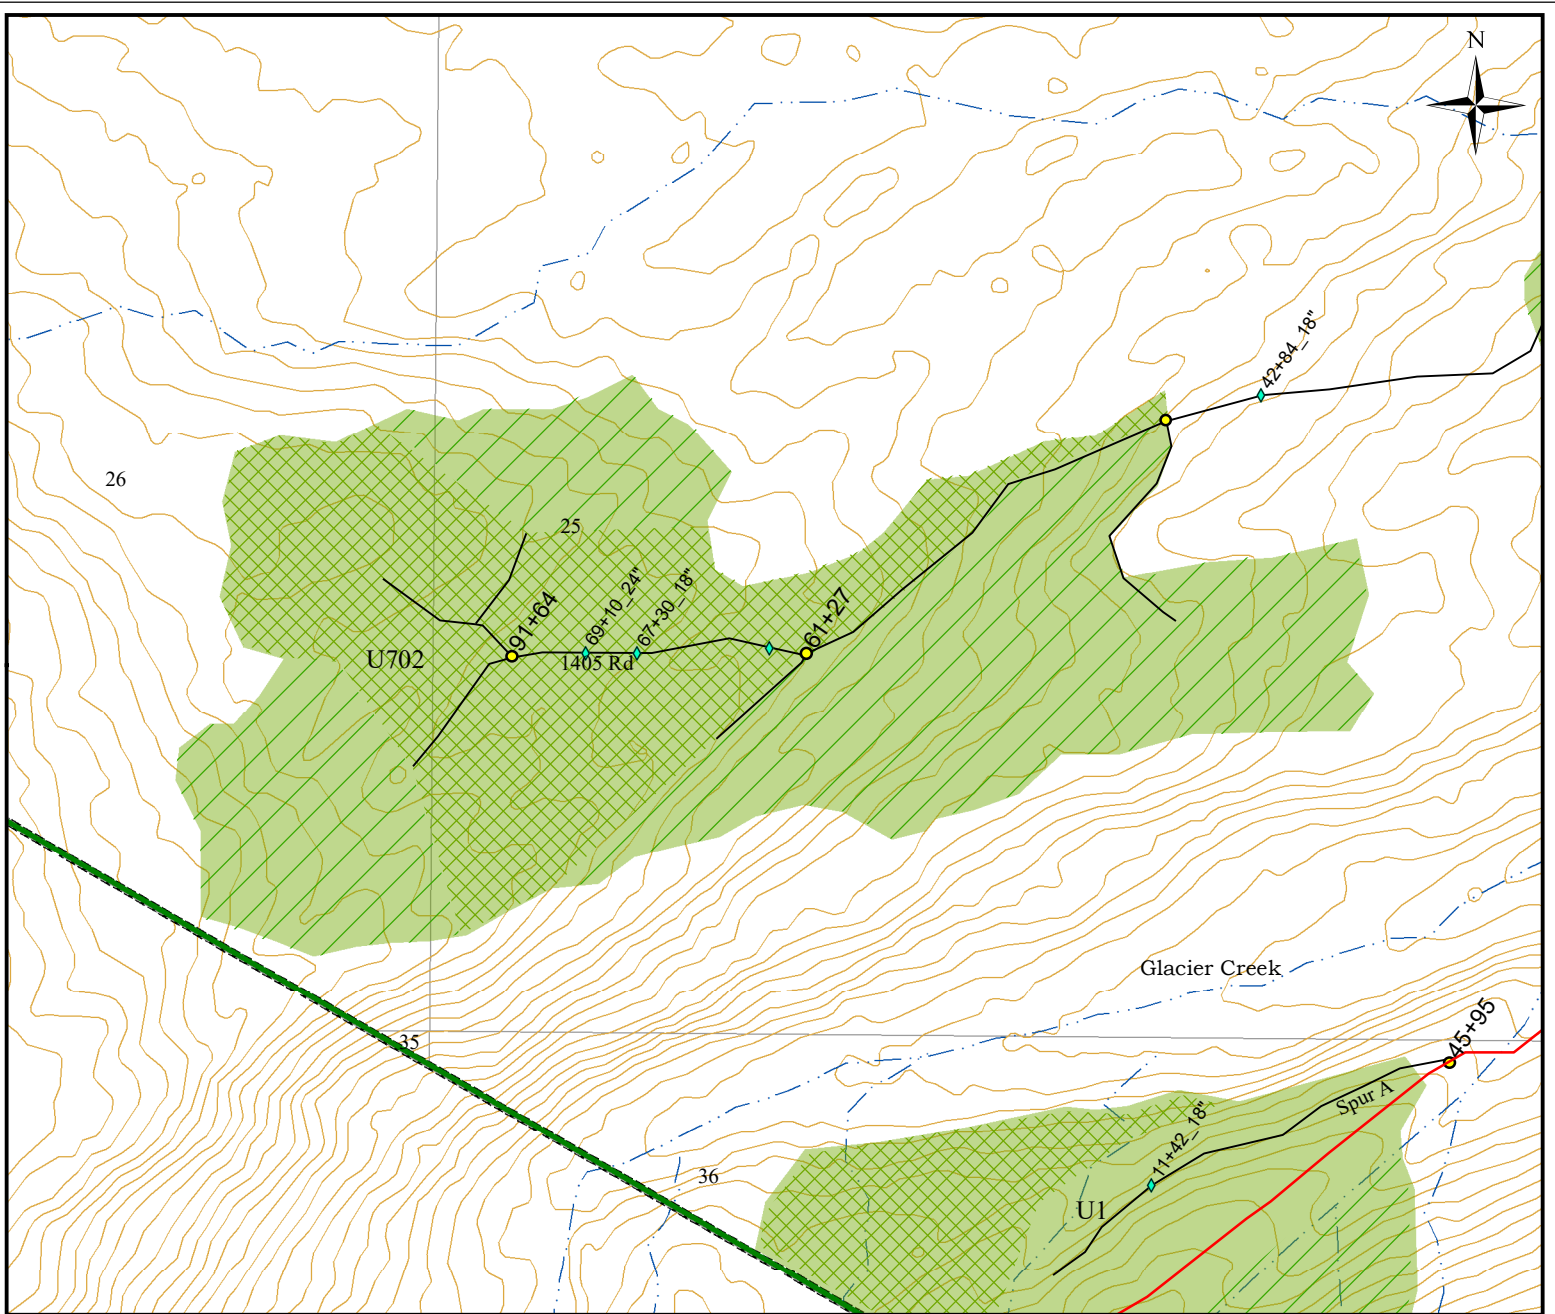 N
42+84_18"
26
25
91+64
69+10_24"
67+30_18"
61+27
U702
1405 Rd
Glacier Creek
45+95
35
Spur A
11+42_18"
36
U1